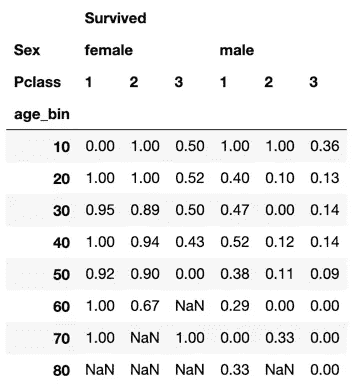 Survived
Sex female male
Pclass 1 2 3 1 2 3
age_bin
10 0.00 1.00 0.50 1.00 1.00 0.36
20 1.00 1.00 0.52 0.40 0.10 0.13
30 0.95 0.89 0.50 0.47 0.00 0.14
40 1.00 0.94 0.43 0.52 0.12 0.14
50 0.92 0.90 0.00 0.38 0.11 0.09
60 1.00 0.67 NaN 0.29 0.00 0.00
70 1.00 NaN 1.00 0.00 0.33 0.00
80 NaN NaN NaN 0.33 NaN 0.00